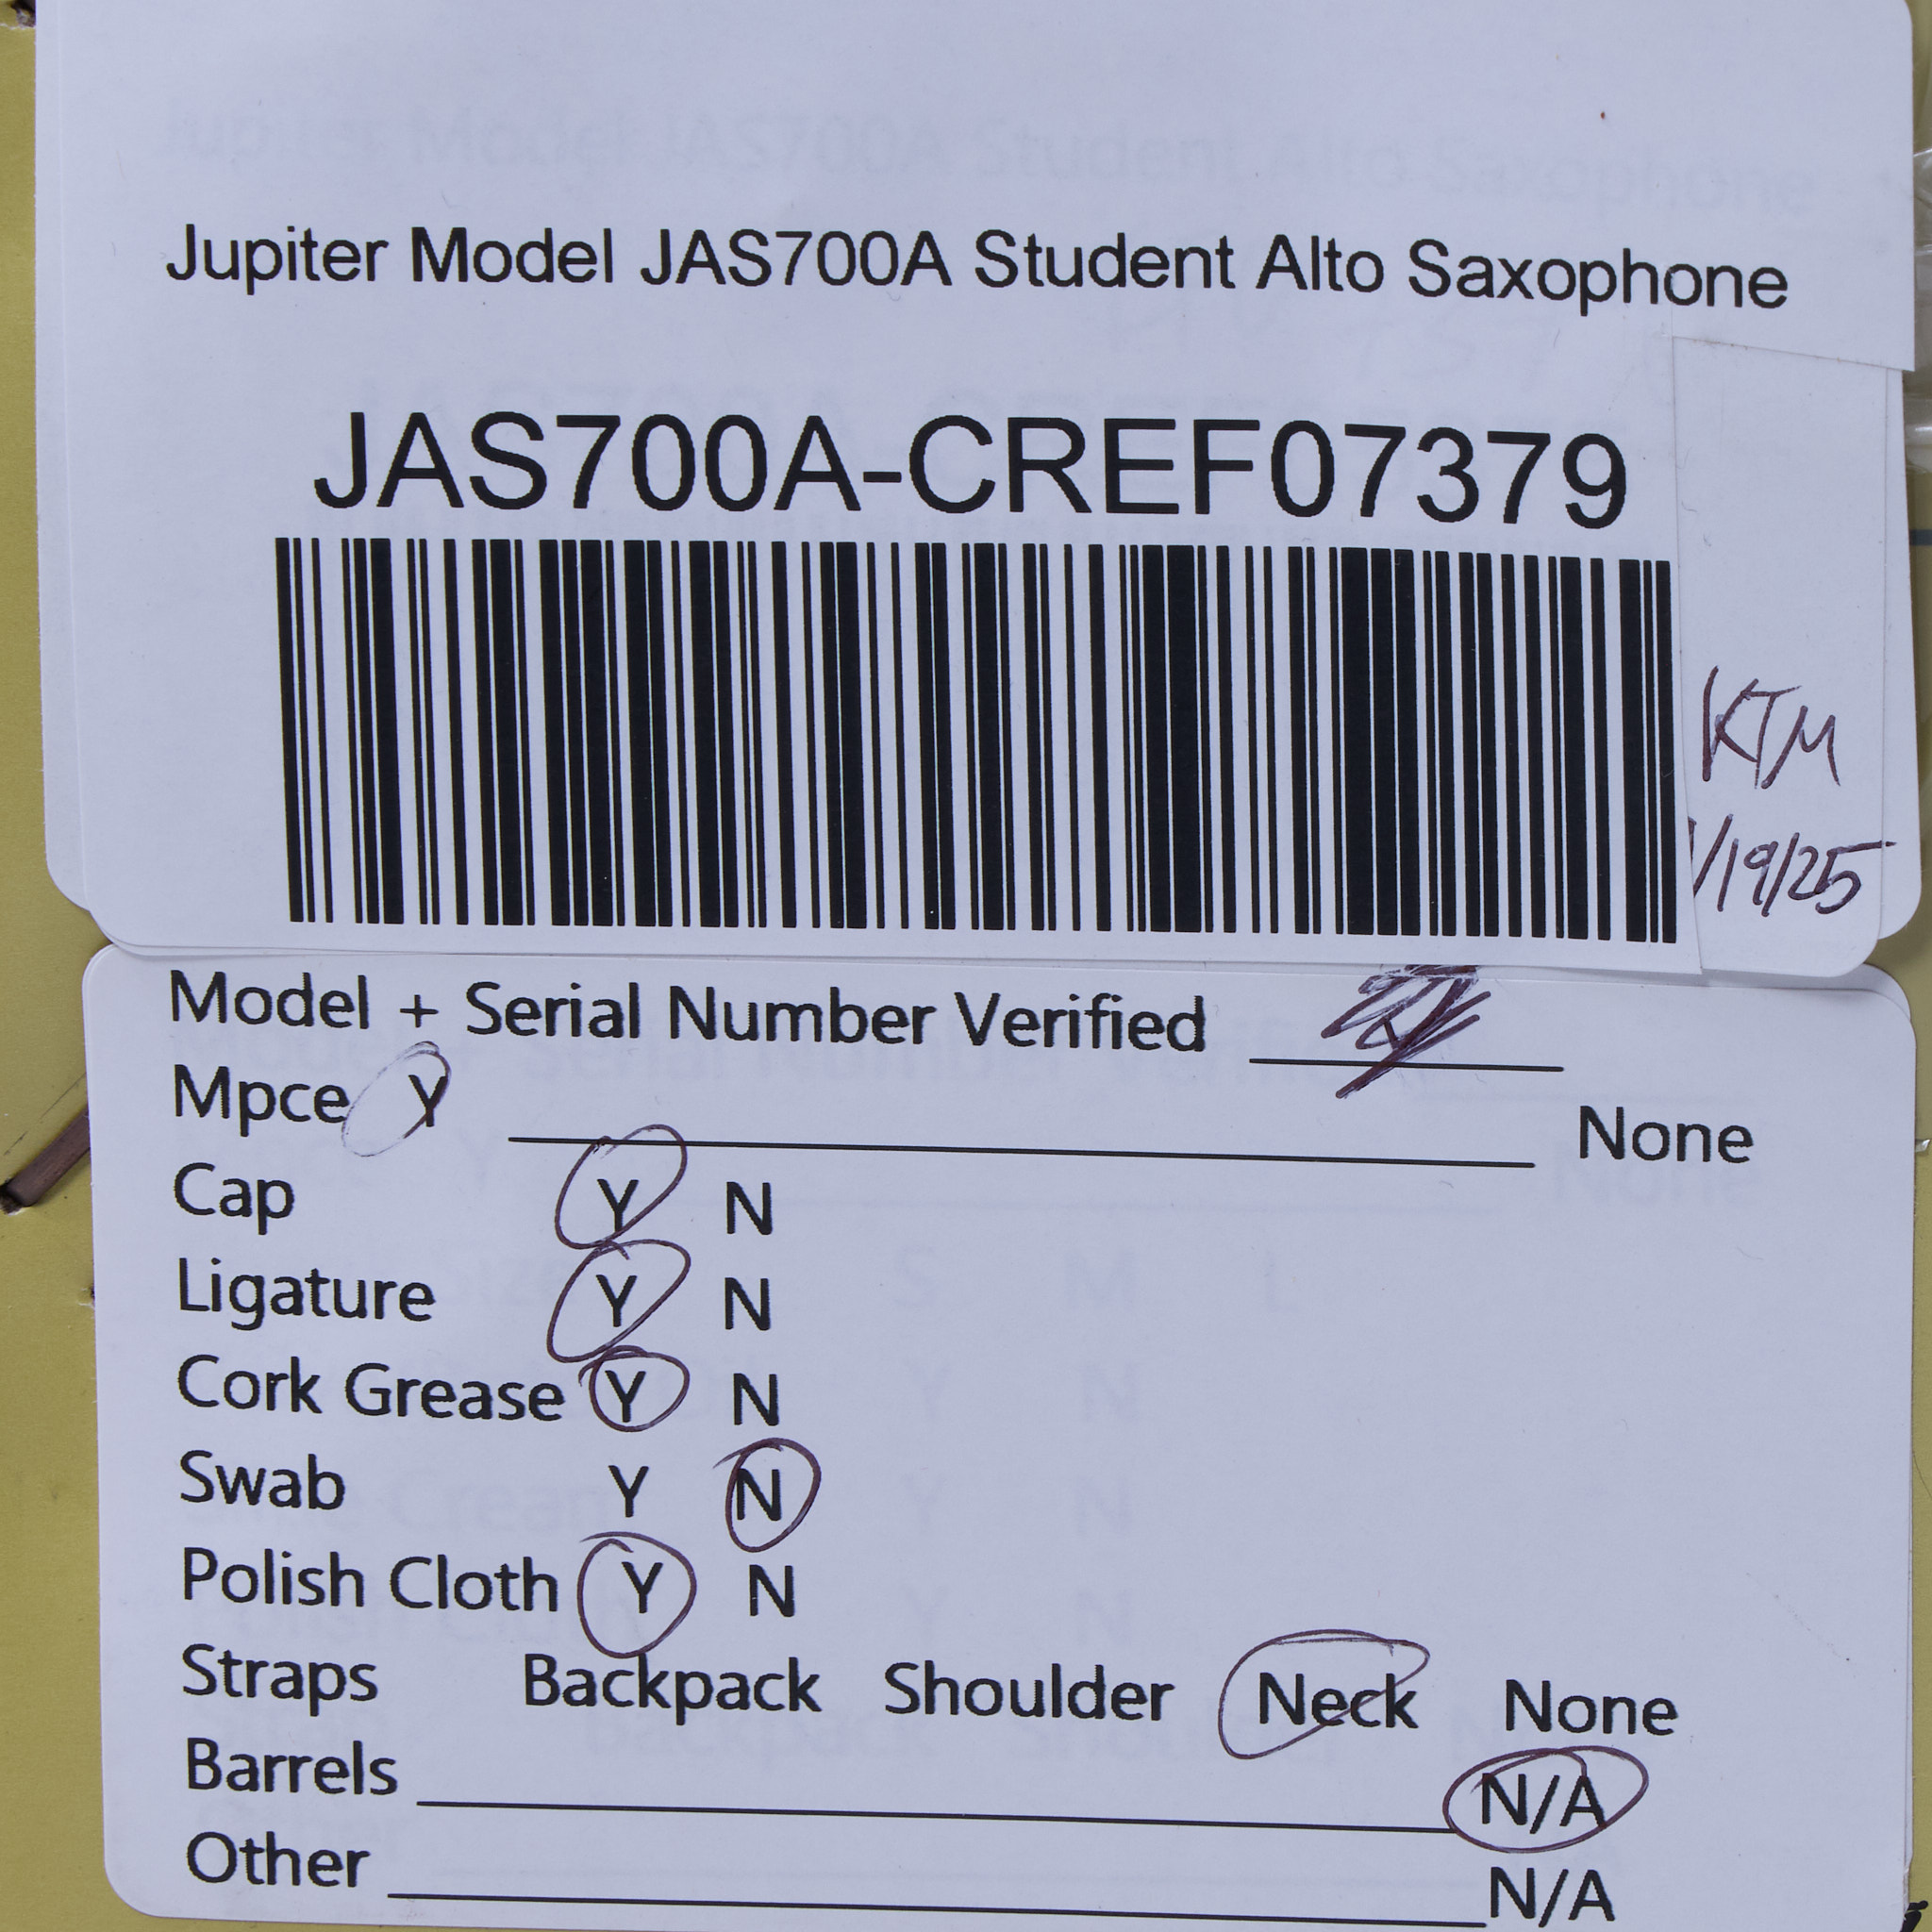 Jupiter Model JAS700A Student Alto Saxophone
JAS700A-CREF07379
KTM
/19/25
Model + Serial Number Verified
Mpce Y None
Cap Y N
Ligature Y N
Cork Grease Y N
Swab Y N
Polish Cloth Y N
Straps Backpack Shoulder Neck None
Barrels N/A
Other N/A